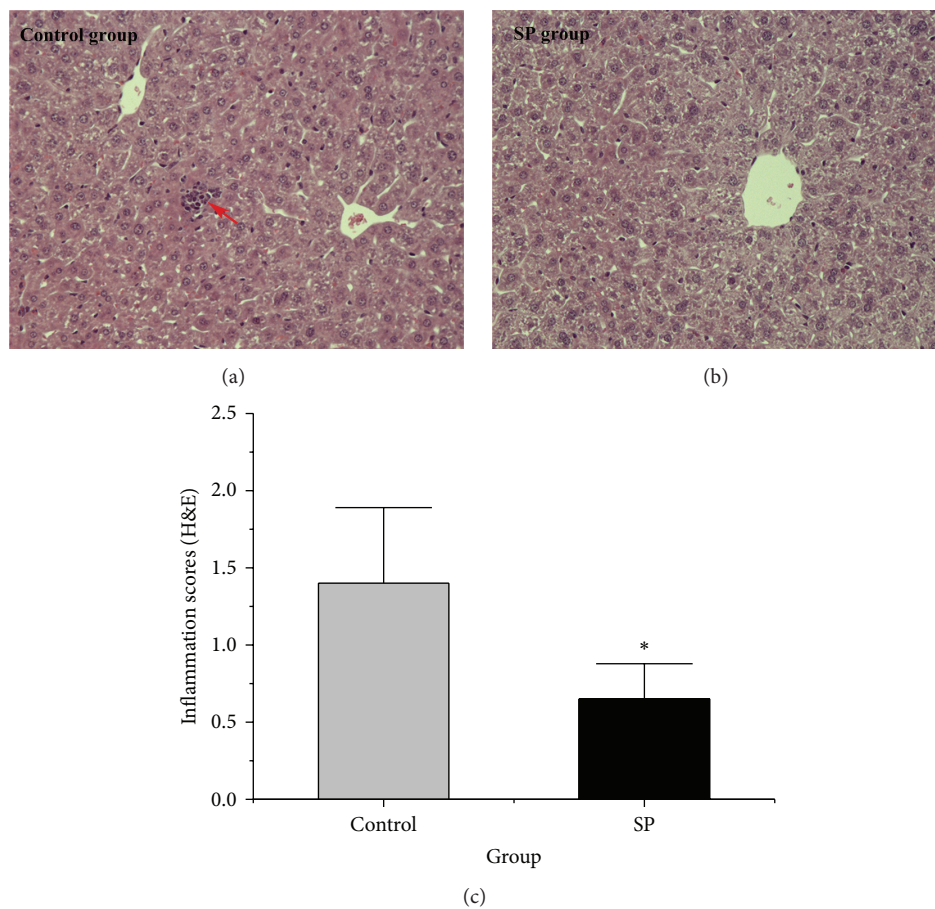 Control group
SP group
(a)
(b)
2.5
2.0
1.5
1.0
0.5
0.0
Inflammation scores (H&E)
*
Control
SP
Group
(c)